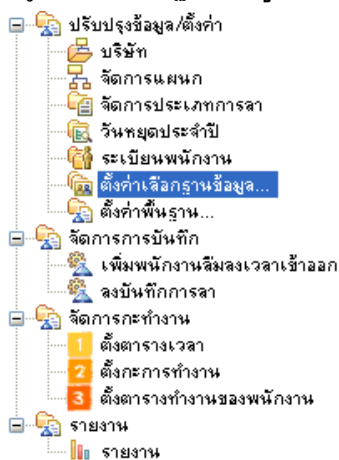 ปรับปรุงข้อมูล/ตั้งค่า
บริษัท
จัดการแผนก
จัดการประเภทการลา
วันหยุดประจำปี
ระเบียนพนักงาน
ตั้งค่าเลือกฐานข้อมูล...
ตั้งค่าพื้นฐาน...
จัดการการบันทึก
เพิ่มพนักงานลืมลงเวลาเข้าออก
ลงบันทึกการลา
จัดการกะทำงาน
1 ตั้งตารางเวลา
2 ตั้งกะการทำงาน
3 ตั้งตารางทำงานของพนักงาน
รายงาน
รายงาน